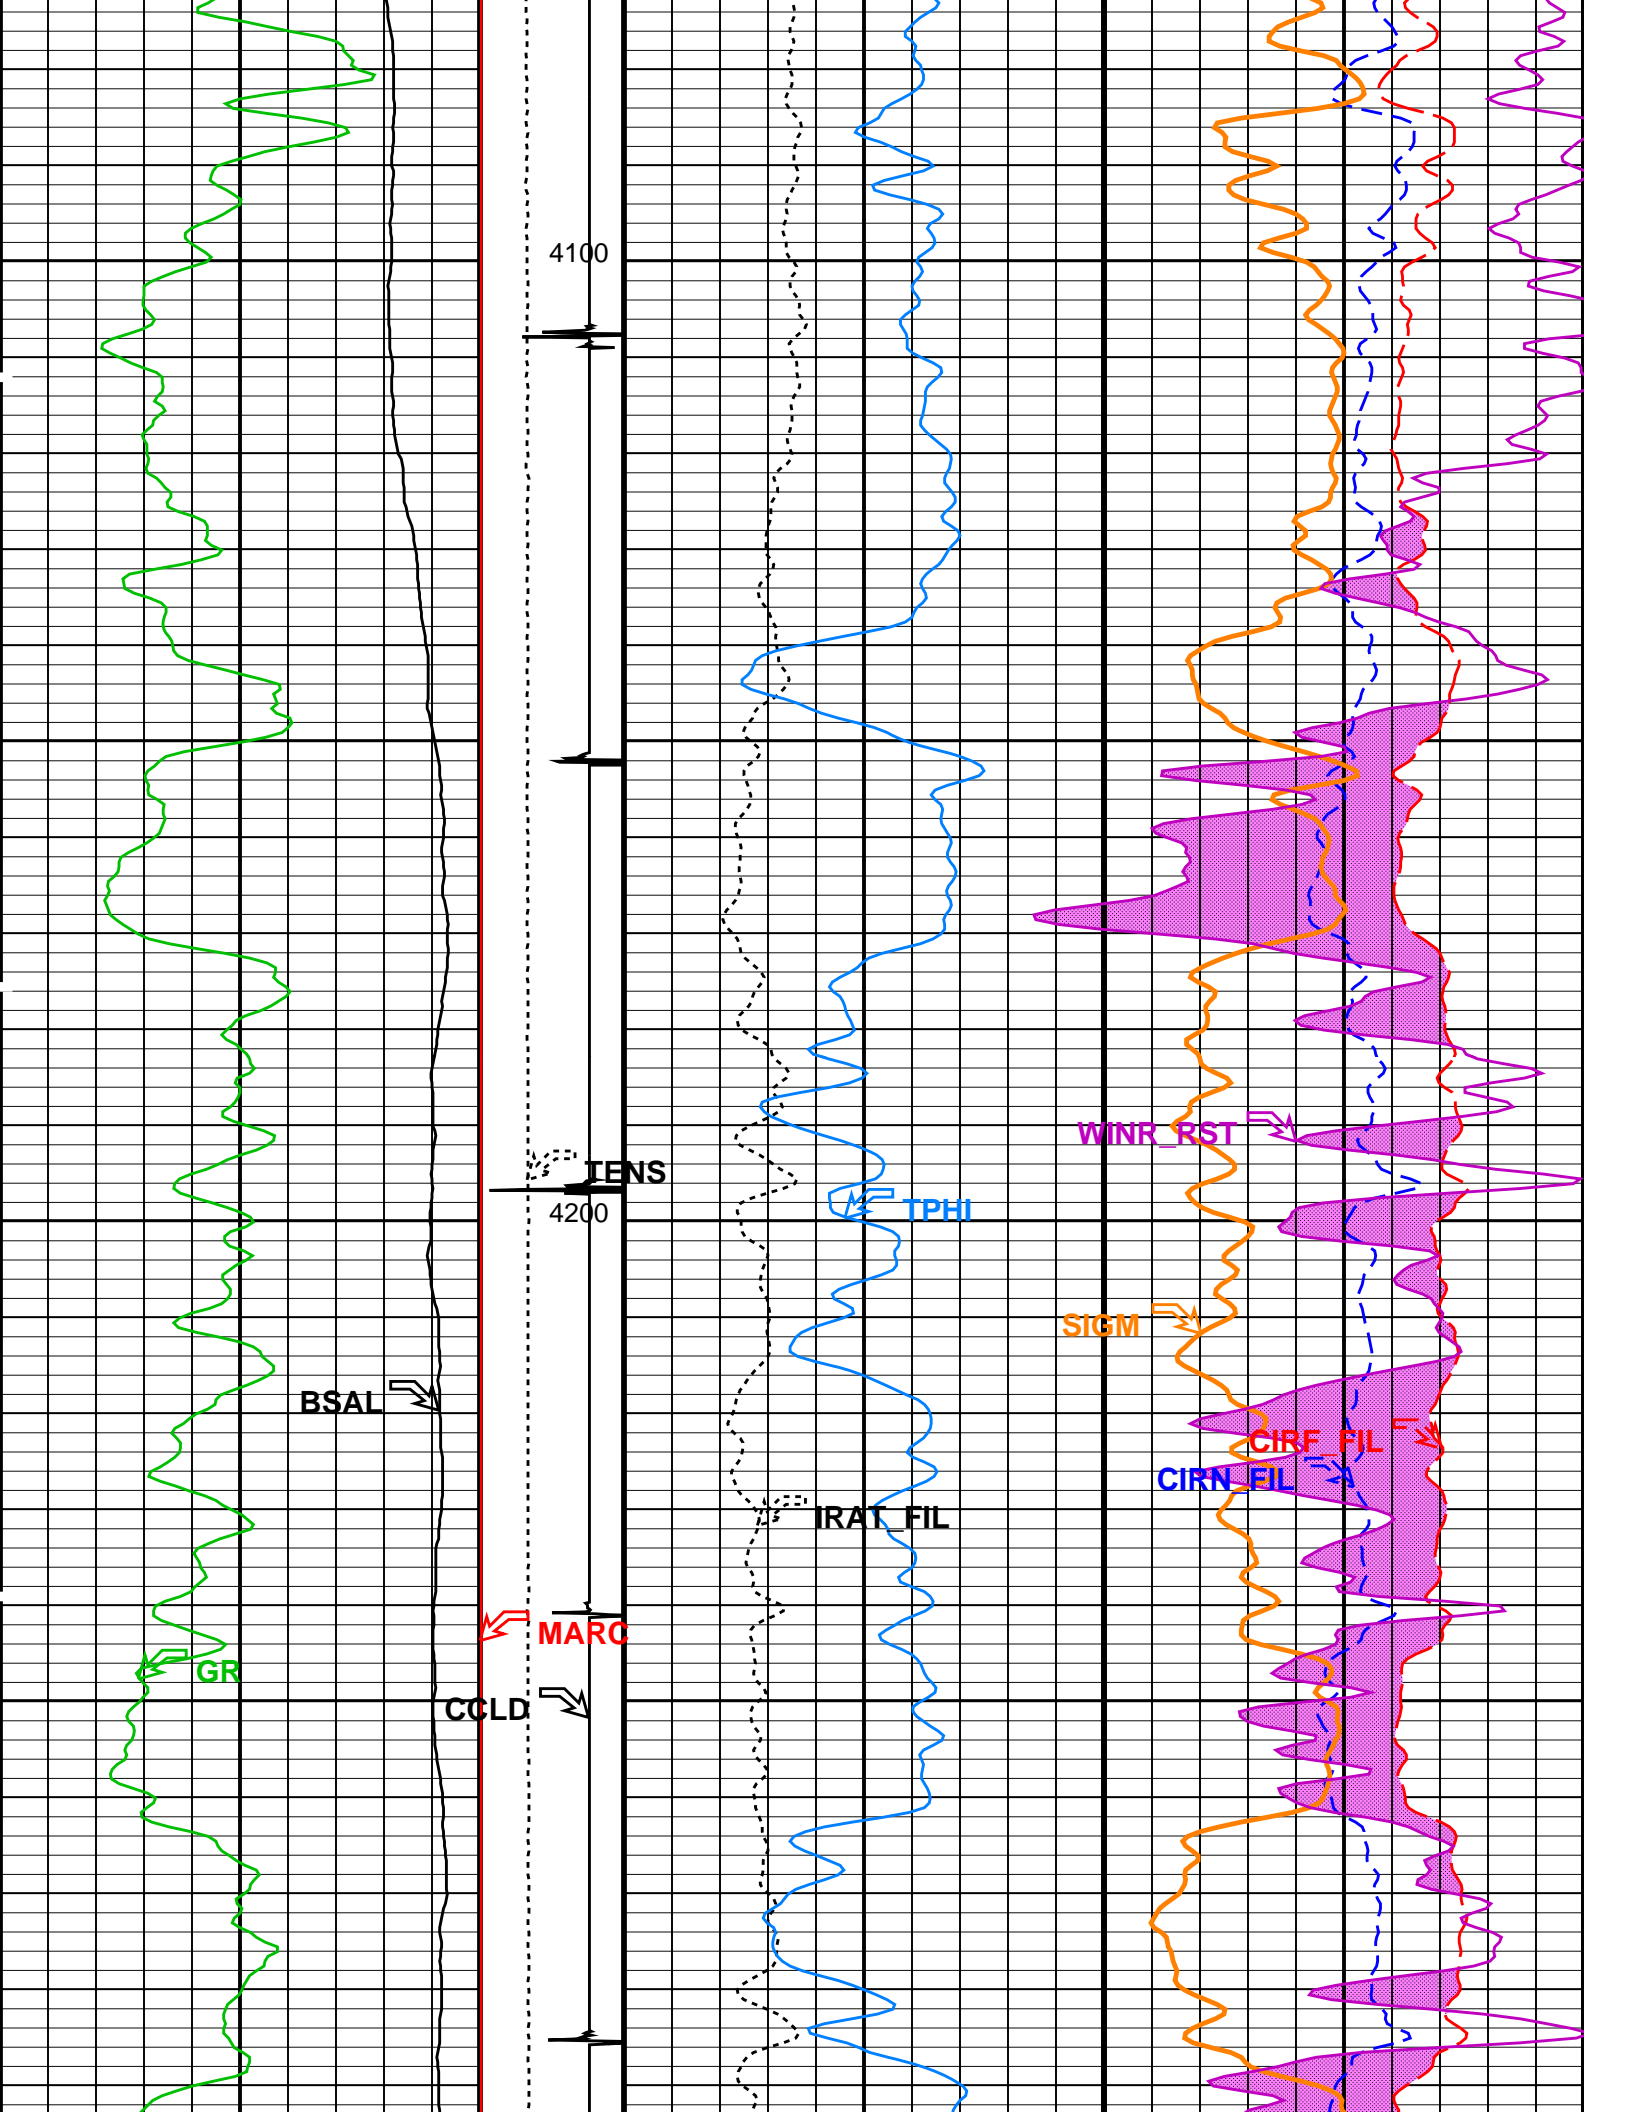 4100
WINR_RST
TENS
4200
TPHI
SIGM
BSAL
CIRF_FIL
CIRN_FIL
IRAT_FIL
MARC
GR
CCLD